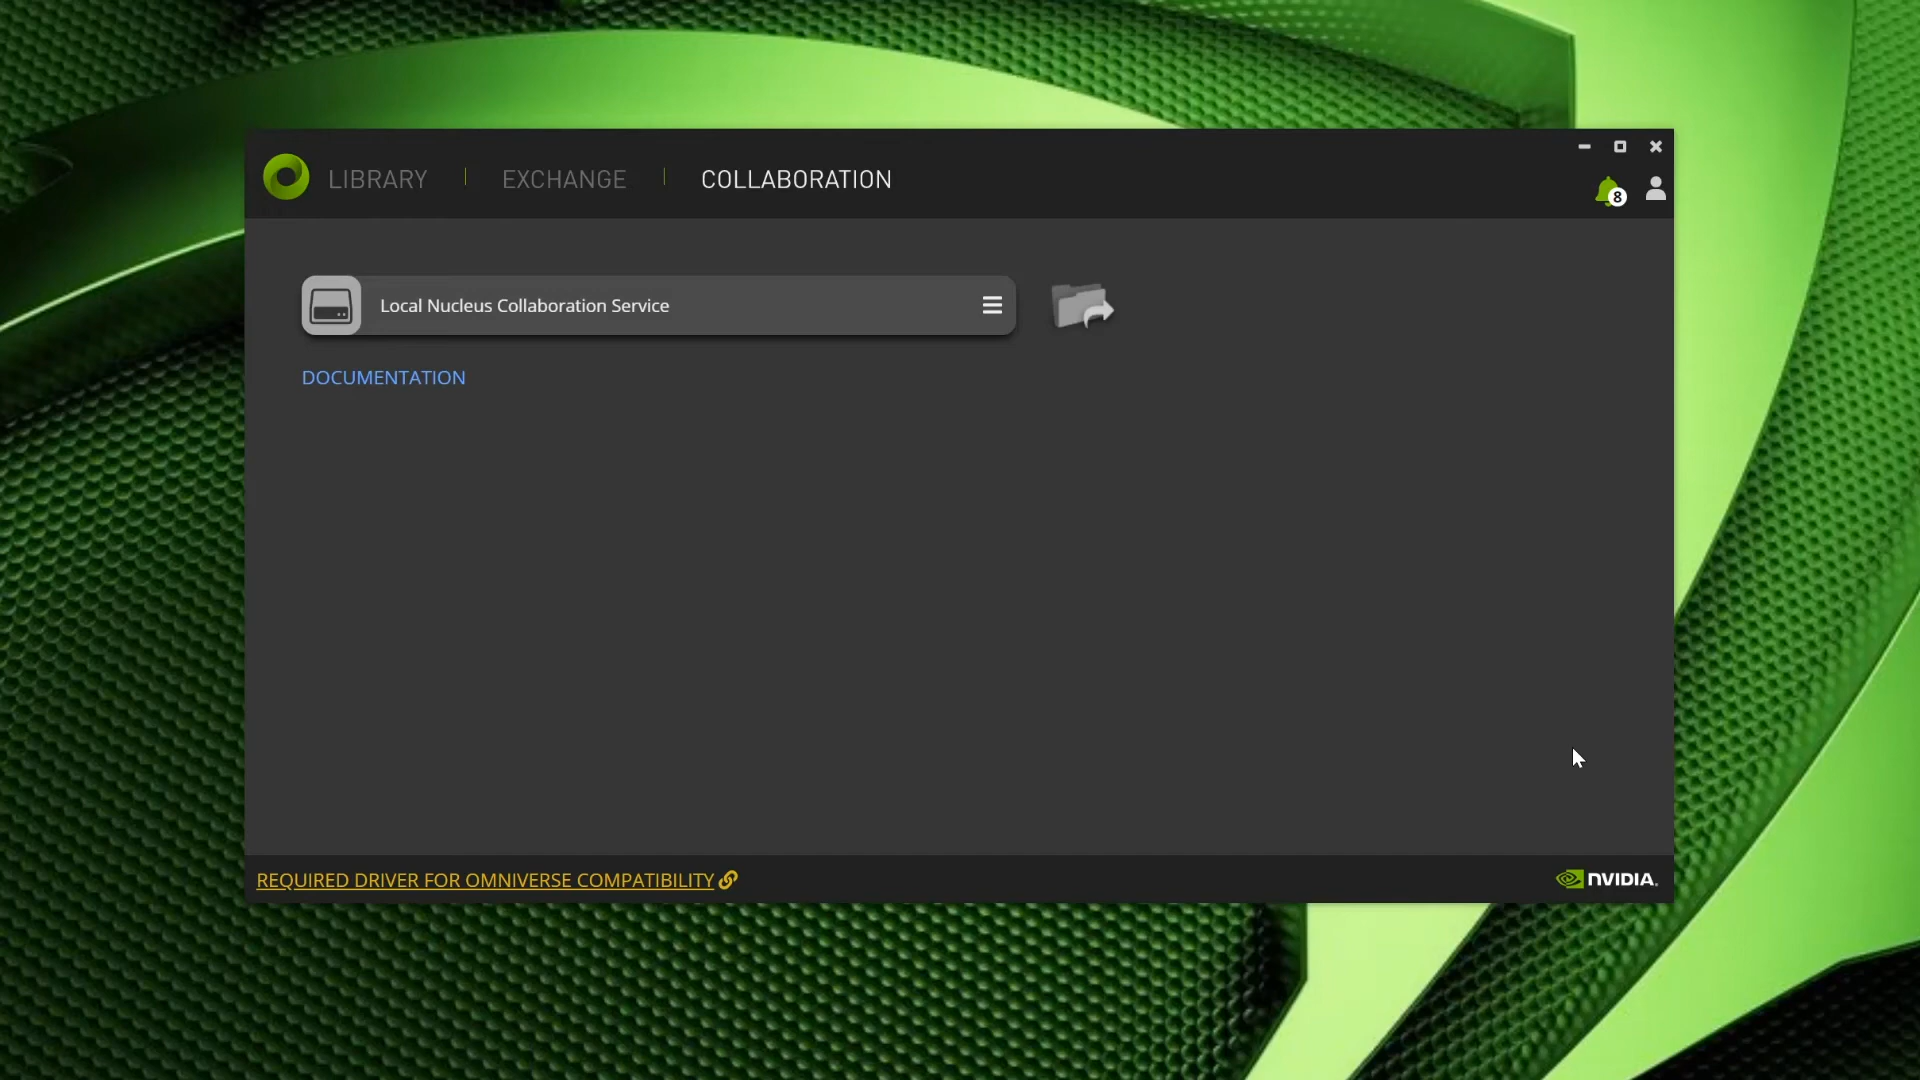 LIBRARY | EXCHANGE | COLLABORATION
8
Local Nucleus Collaboration Service
DOCUMENTATION
REQUIRED DRIVER FOR OMNIVERSE COMPATIBILITY
NVIDIA.